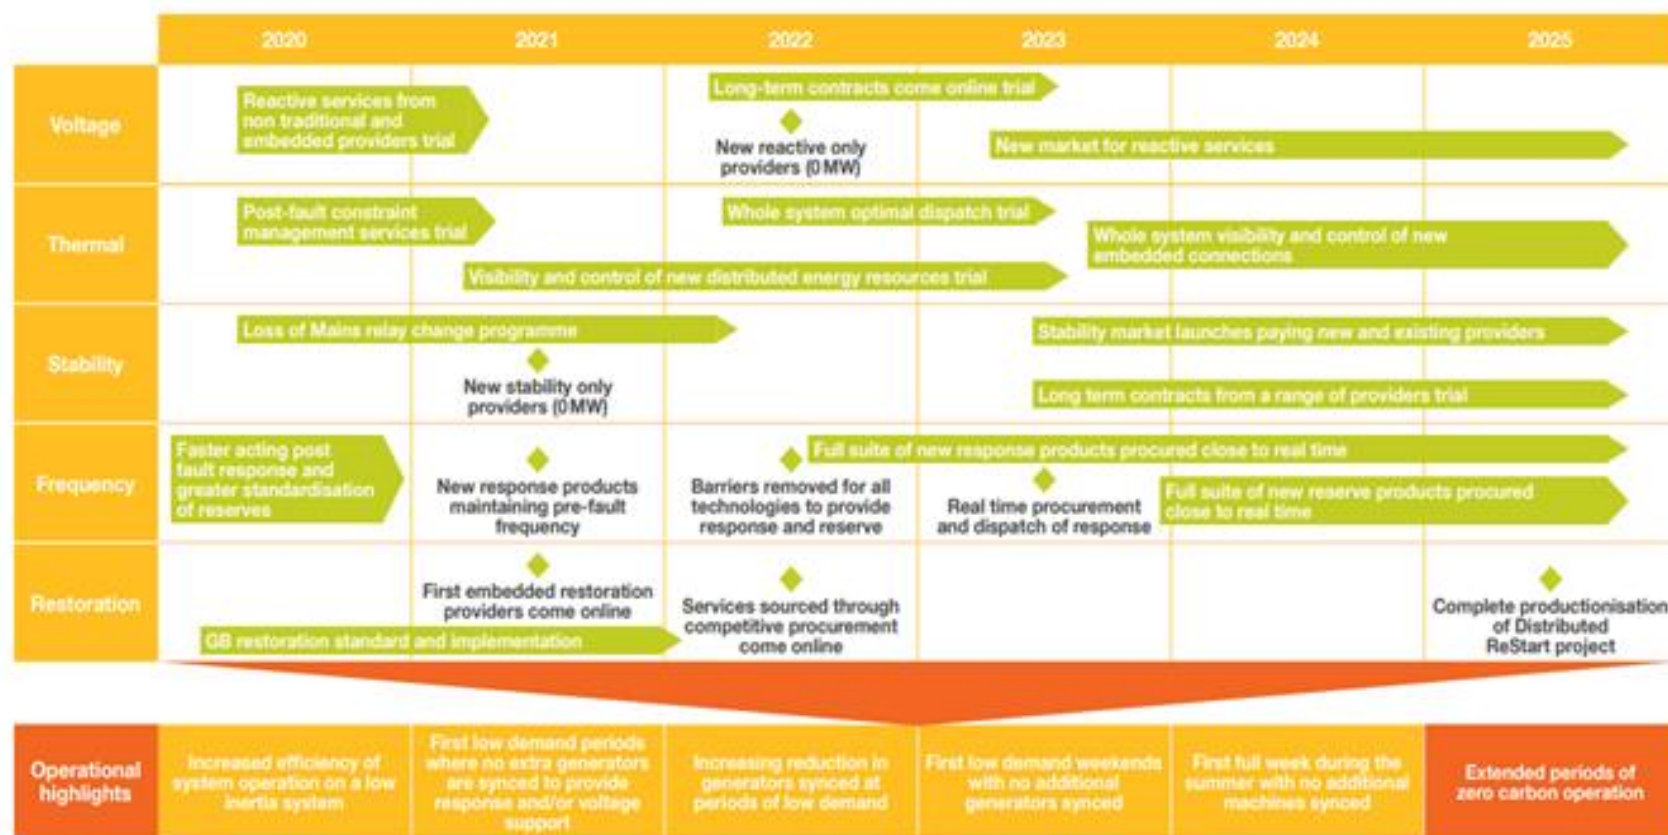 2020 2021 2022 2023 2024 2025
Voltage
Reactive services from
non traditional and
embedded providers trial
Long-term contracts come online trial
New reactive only
providers (0 MW)
New market for reactive services
Thermal
Post-fault constraint
management services trial
Whole system optimal dispatch trial
Visibility and control of new distributed energy resources trial
Whole system visibility and control of new
embedded connections
Stability
Loss of Mains relay change programme
New stability only
providers (0 MW)
Stability market launches paying new and existing providers
Long term contracts from a range of providers trial
Frequency
Faster acting post
fault response and
greater standardisation
of reserves
New response products
maintaining pre-fault
frequency
Barriers removed for all
technologies to provide
response and reserve
Full suite of new response products procured close to real time
Real time procurement
and dispatch of response
Full suite of new reserve products procured
close to real time
Restoration
First embedded restoration
providers come online
GB restoration standard and implementation
Services sourced through
competitive procurement
come online
Complete productionisation
of Distributed
ReStart project
Operational
highlights
Increased efficiency of
system operation on a low
inertia system
First low demand periods
where no extra generators
are synced to provide
response and/or voltage
support
Increasing reduction in
generators synced at
periods of low demand
First low demand weekends
with no additional
generators synced
First full week during the
summer with no additional
machines synced
Extended periods of
zero carbon operation